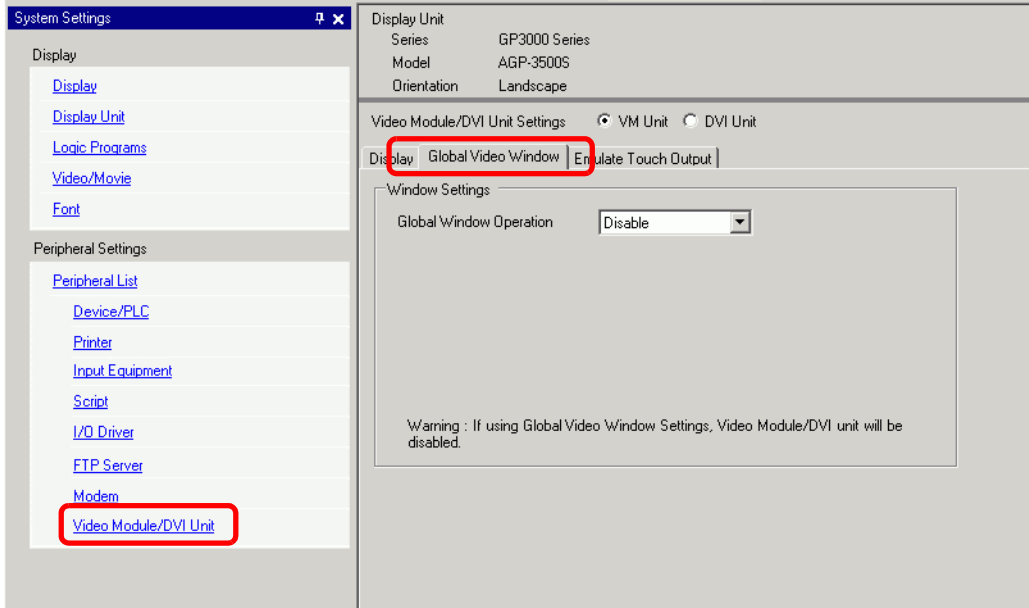 System Settings
Display
Display
Display Unit
Logic Programs
Video/Movie
Font
Peripheral Settings
Peripheral List
Device/PLC
Printer
Input Equipment
Script
I/O Driver
FTP Server
Modem
Video Module/DVI Unit
Display Unit
Series GP3000 Series
Model AGP-3500S
Orientation Landscape
Video Module/DVI Unit Settings VM Unit DVI Unit
Display Global Video Window Emulate Touch Output
Window Settings
Global Window Operation Disable
Warning : If using Global Video Window Settings, Video Module/DVI unit will be
disabled.